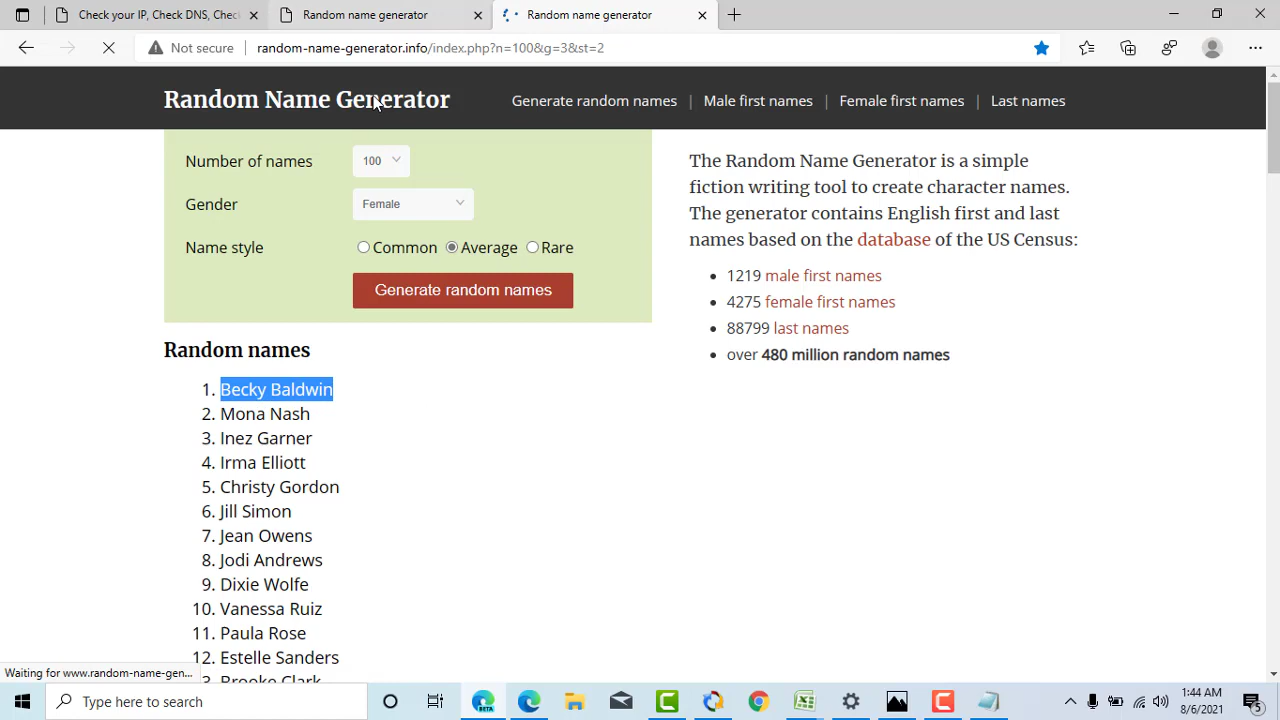 Check your IP, Check DNS, Check
Random name generator
Random name generator
Not secure
random-name-generator.info/index.php?n=100&g=3&st=2
Random Name Generator
Generate random names | Male first names | Female first names | Last names
Number of names 100
Gender Female
Name style Common Average Rare
Generate random names
The Random Name Generator is a simple
fiction writing tool to create character names.
The generator contains English first and last
names based on the database of the US Census:
• 1219 male first names
• 4275 female first names
• 88799 last names
• over 480 million random names
Random names
1. Becky Baldwin
2. Mona Nash
3. Inez Garner
4. Irma Elliott
5. Christy Gordon
6. Jill Simon
7. Jean Owens
8. Jodi Andrews
9. Dixie Wolfe
10. Vanessa Ruiz
11. Paula Rose
12. Estelle Sanders
3. Brooke Clark
Waiting for www.random-name-gen...
Type here to search
BETA
1:44 AM
8/6/2021
5